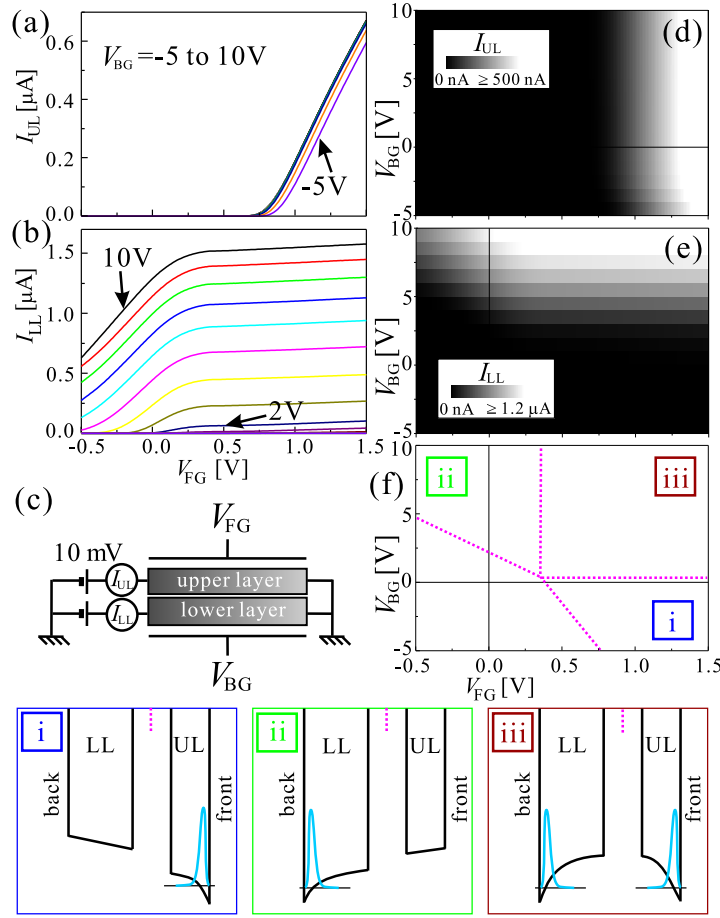 (a)
0.6
0.4
0.2
0.0
I_UL [µA]
V_BG =-5 to 10V
-5V
(b)
1.5
1.0
0.5
0.0
I_LL [µA]
10V
2V
-0.5 0.0 0.5 1.0 1.5
V_FG [V]
(c)
V_FG
10 mV
I_UL
upper layer
I_LL
lower layer
V_BG
(d)
10
5
0
-5
V_BG [V]
I_UL
0 nA ≥ 500 nA
(e)
10
5
0
-5
V_BG [V]
I_LL
0 nA ≥ 1.2 µA
(f)
10
5
0
-5
V_BG [V]
ii
iii
i
-0.5 0.0 0.5 1.0 1.5
V_FG [V]
i
LL
UL
back
front
ii
LL
UL
back
front
iii
LL
UL
back
front